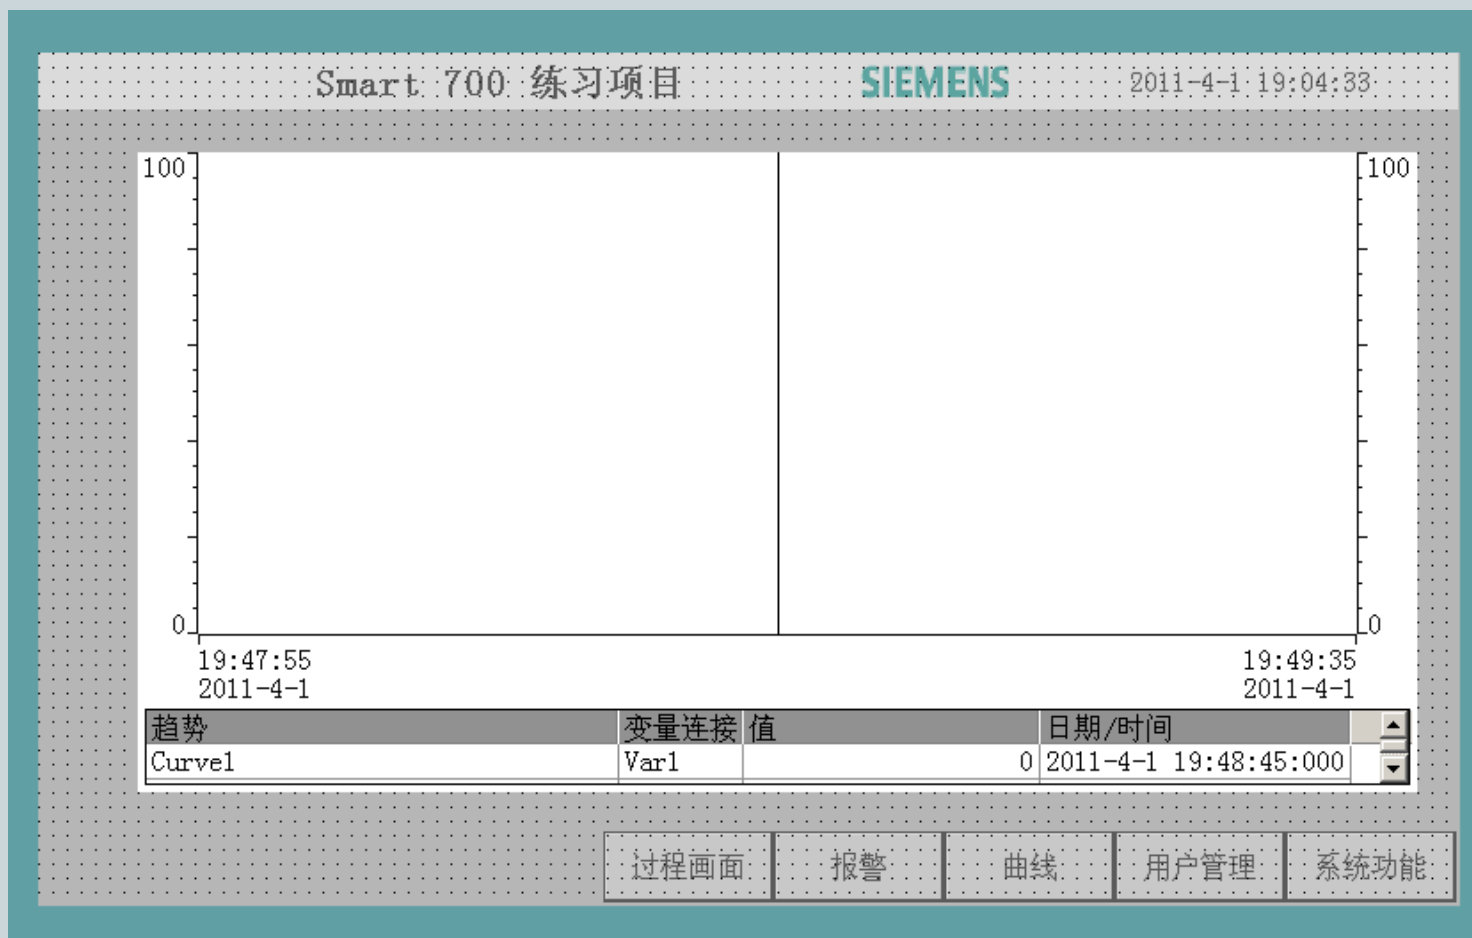 Smart 700 练习项目 SIEMENS 2011-4-1 19:04:33
100 100
0 0
19:47:55 19:49:35
2011-4-1 2011-4-1
趋势 变量连接 值 日期/时间
Curve1 Var1 0 2011-4-1 19:48:45:000
过程画面 报警 曲线 用户管理 系统功能